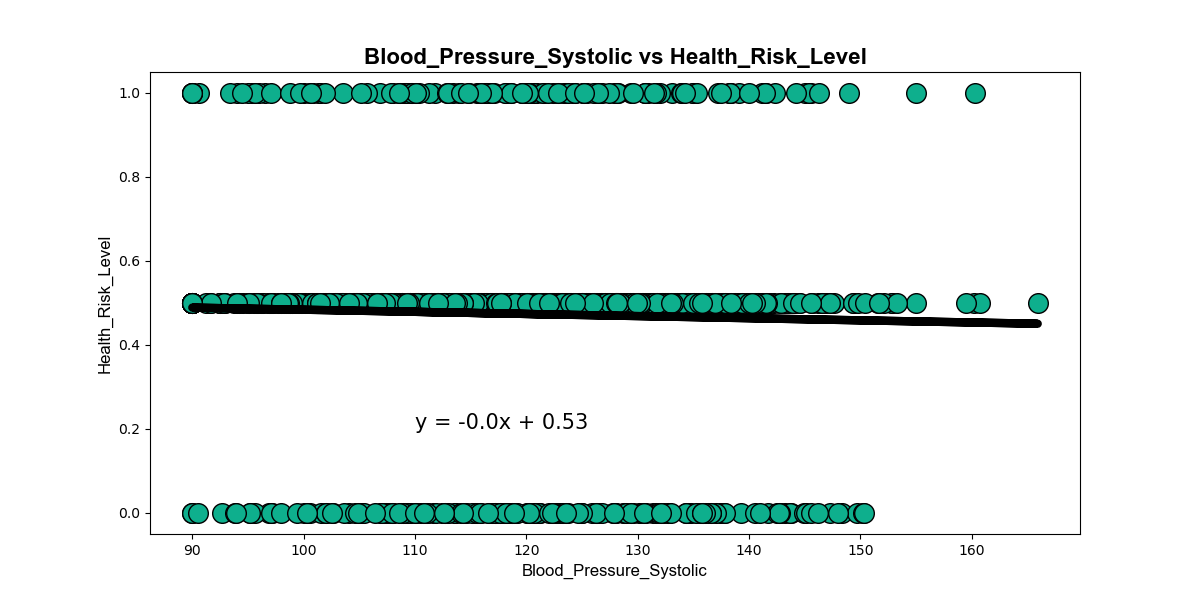 Blood_Pressure_Systolic vs Health_Risk_Level
1.0
0.8
0.6
0.4
0.2
0.0
Health_Risk_Level
y = -0.0x + 0.53
90 100 110 120 130 140 150 160
Blood_Pressure_Systolic